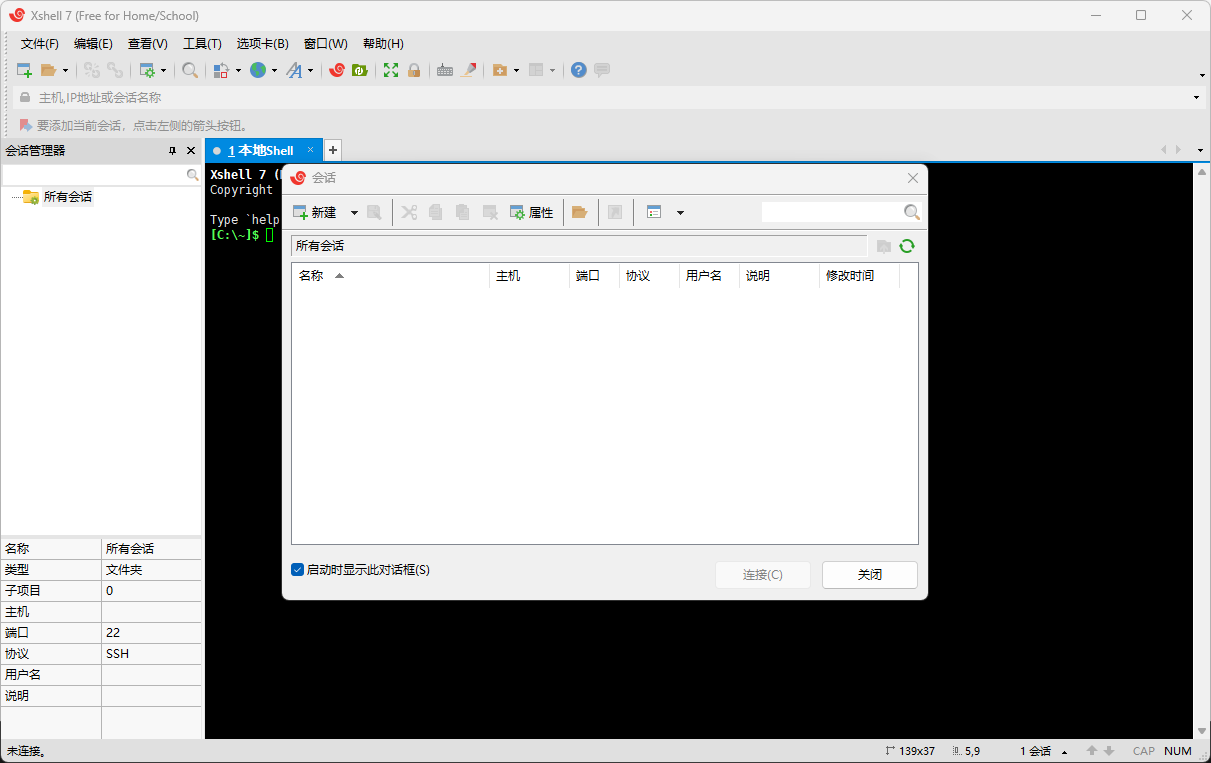 Xshell 7 (Free for Home/School)
文件(F) 编辑(E) 查看(V) 工具(T) 选项卡(B) 窗口(W) 帮助(H)
主机,IP地址或会话名称
要添加当前会话，点击左侧的箭头按钮。
会话管理器
1 本地Shell
所有会话
Xshell 7 (
Copyright
Type `help
[C:\~]$
会话
新建 属性
所有会话
名称 主机 端口 协议 用户名 说明 修改时间
启动时显示此对话框(S)
连接(C) 关闭
名称 所有会话
类型 文件夹
子项目 0
主机
端口 22
协议 SSH
用户名
说明
未连接。 139x37 5,9 1 会话 CAP NUM